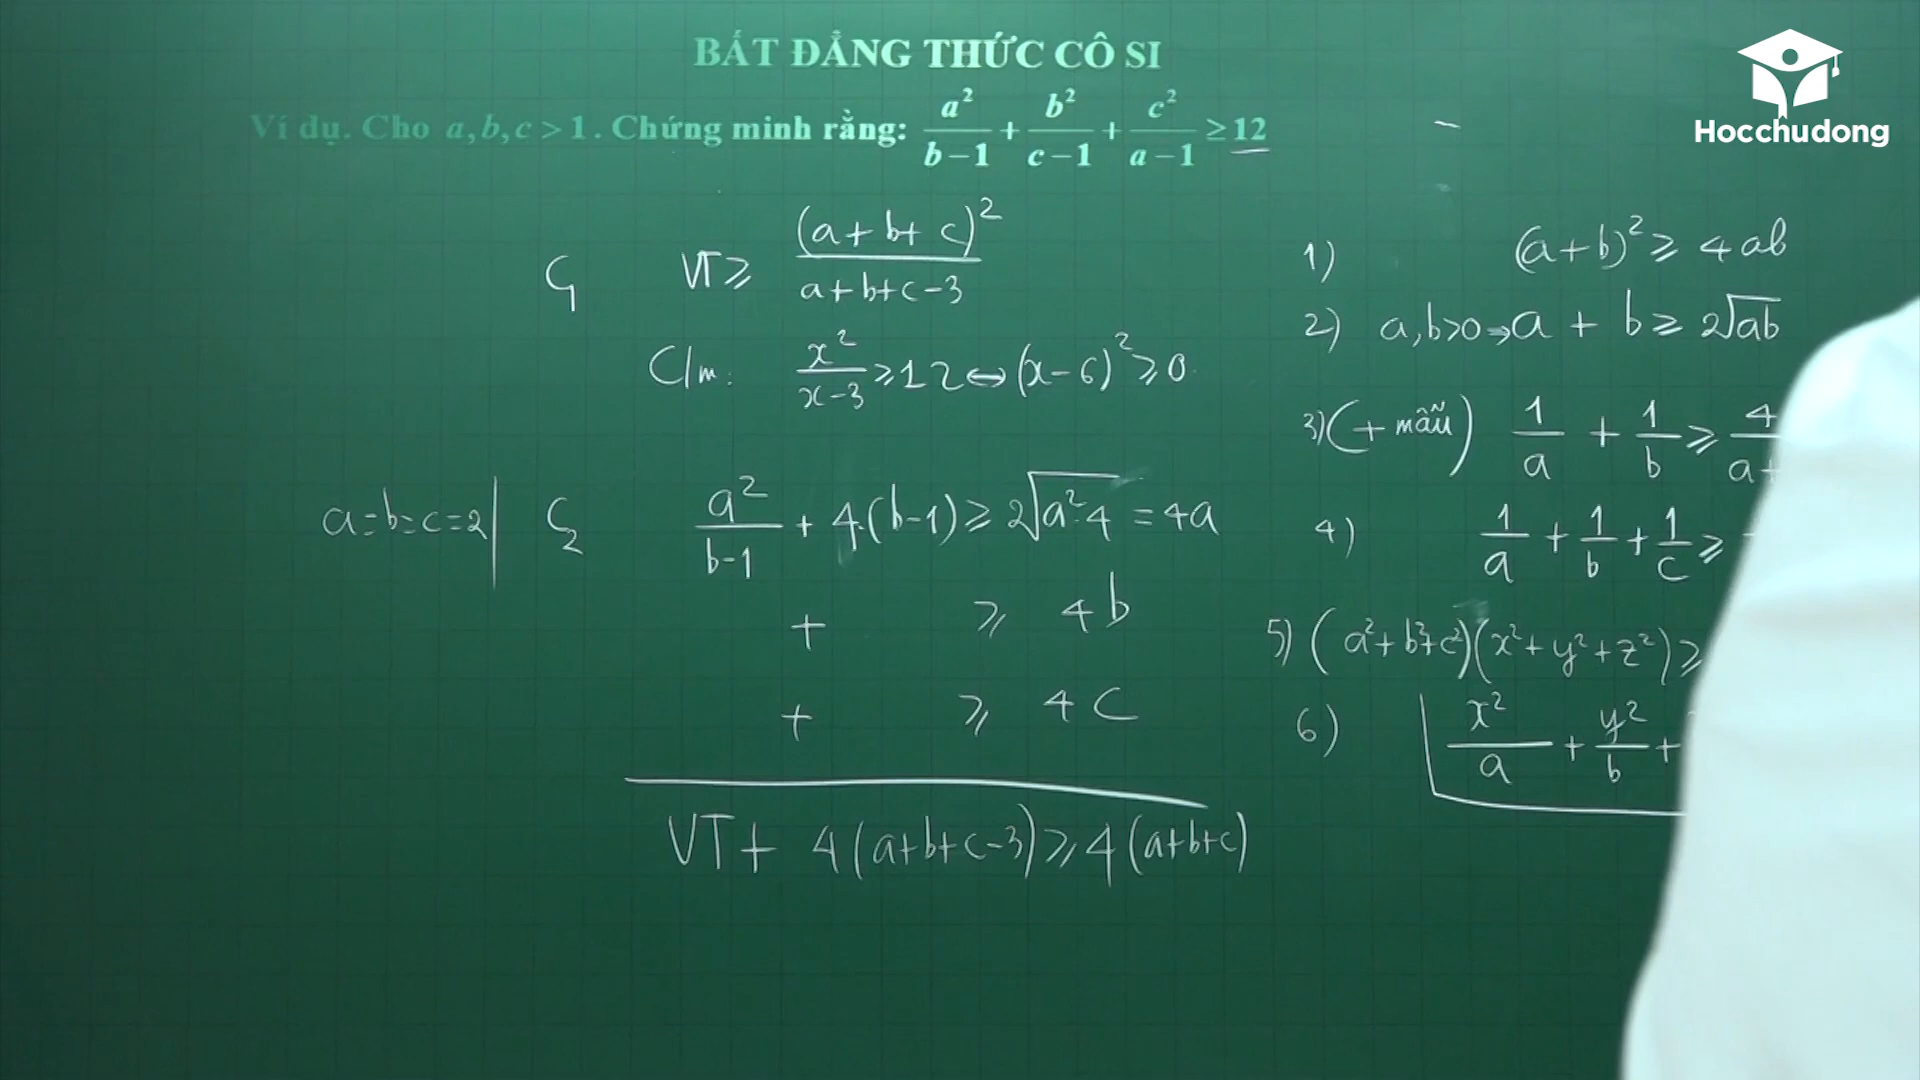 BẤT ĐẲNG THỨC CÔ SI
Hocchudong
Ví dụ. Cho a, b, c > 1. Chứng minh rằng: a²/(b−1) + b²/(c−1) + c²/(a−1) ≥ 12
C₁ VT ≥ (a+b+c)²/(a+b+c−3)
C/m: x²/(x−3) ≥ 12 ⇔ (x−6)² ≥ 0
a=b=c=2 | C₂ a²/(b−1) + 4.(b−1) ≥ 2√(a².4) = 4a
+ ≥ 4b
+ ≥ 4c
VT + 4(a+b+c−3) ≥ 4(a+b+c)
1) (a+b)² ≥ 4ab
2) a,b>0 ⇒ a + b ≥ 2√ab
3) (+ mẫu) 1/a + 1/b ≥ 4/a+
4) 1/a + 1/b + 1/c ≥
5) (a²+b²+c²)(x²+y²+z²) ≥
6) x²/a + y²/b +